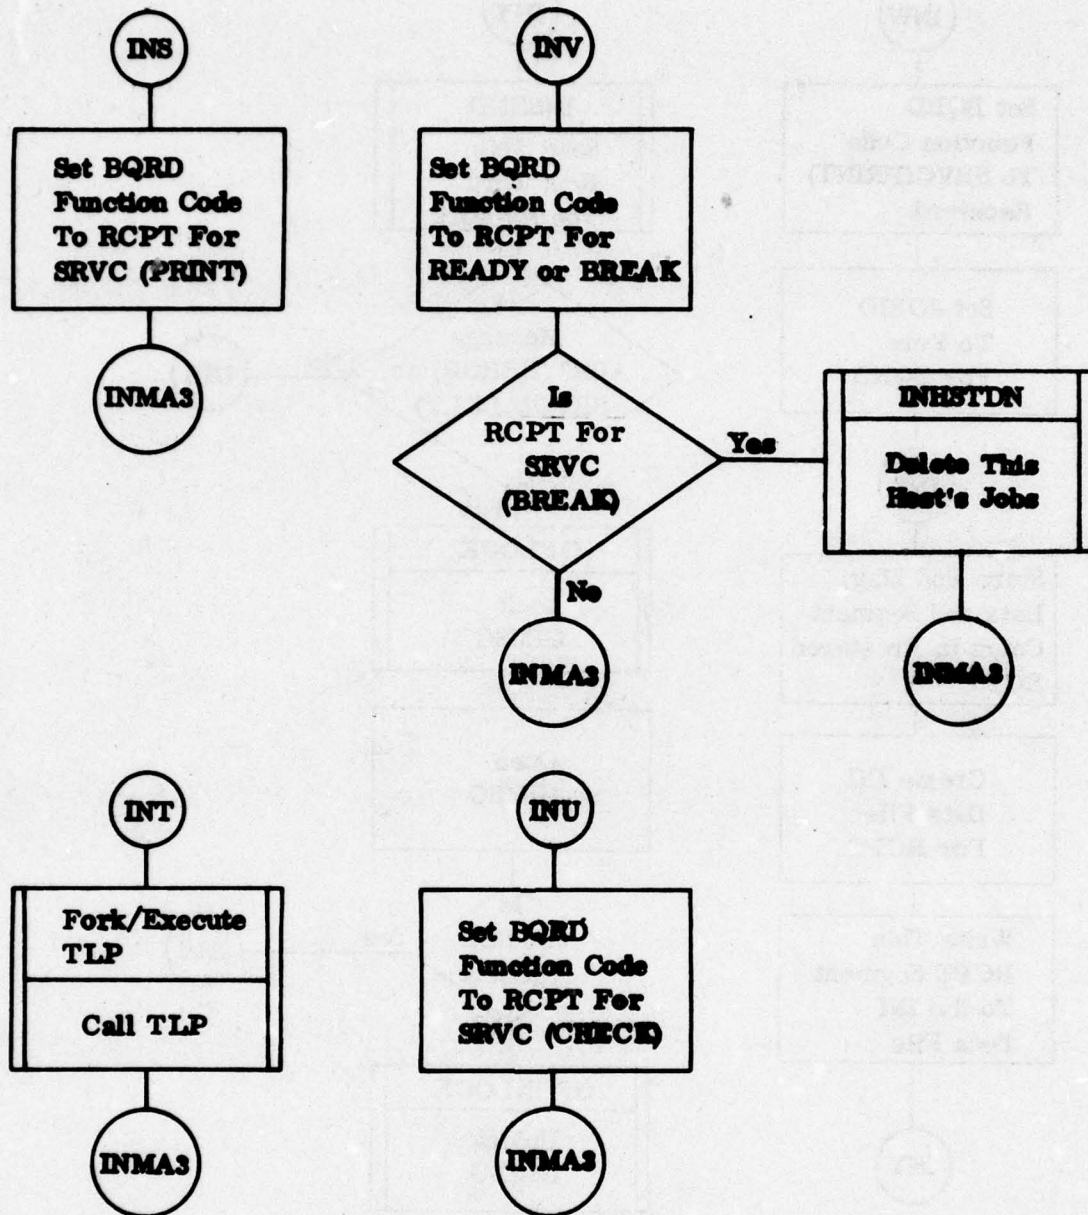 INS
Set BQRD
Function Code
To RCPT For
SRVC (PRINT)
INMA3
INV
Set BQRD
Function Code
To RCPT For
READY or BREAK
Is
RCPT For
SRVC
(BREAK)
Yes
INHSTDN
Delete This
Host's Jobs
INMA3
No
INMA3
INT
Fork/Execute
TLP
Call TLP
INMA3
INU
Set BQRD
Function Code
To RCPT For
SRVC (CHECK)
INMA3